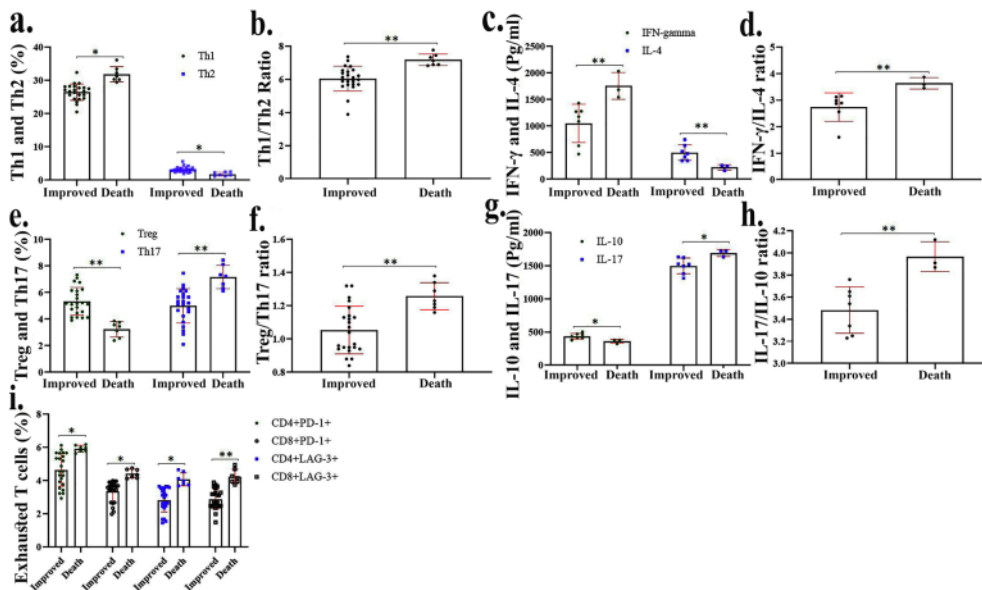 a.
Th1 and Th2 (%)
40
30
20
10
0
*
*
Th1
Th2
Improved Death Improved Death
b.
Th1/Th2 Ratio
10
8
6
4
2
0
**
Improved Death
c.
IFN-γ and IL-4 (Pg/ml)
2500
2000
1500
1000
500
0
**
**
IFN-gamma
IL-4
Improved Death Improved Death
d.
IFN-γ/IL-4 ratio
5
4
3
2
1
0
**
Improved Death
e.
Treg and Th17 (%)
10
8
6
4
2
0
**
**
Treg
Th17
Improved Death Improved Death
f.
Treg/Th17 ratio
1.6
1.4
1.2
1.0
0.8
**
Improved Death
g.
IL-10 and IL-17 (Pg/ml)
2000
1500
1000
500
0
*
*
IL-10
IL-17
Improved Death Improved Death
h.
IL-17/IL-10 ratio
4.2
4.0
3.8
3.6
3.4
3.2
3.0
**
Improved Death
i.
Exhausted T cells (%)
8
6
4
2
0
*
*
*
**
CD4+PD-1+
CD8+PD-1+
CD4+LAG-3+
CD8+LAG-3+
Improved Death Improved Death Improved Death Improved Death